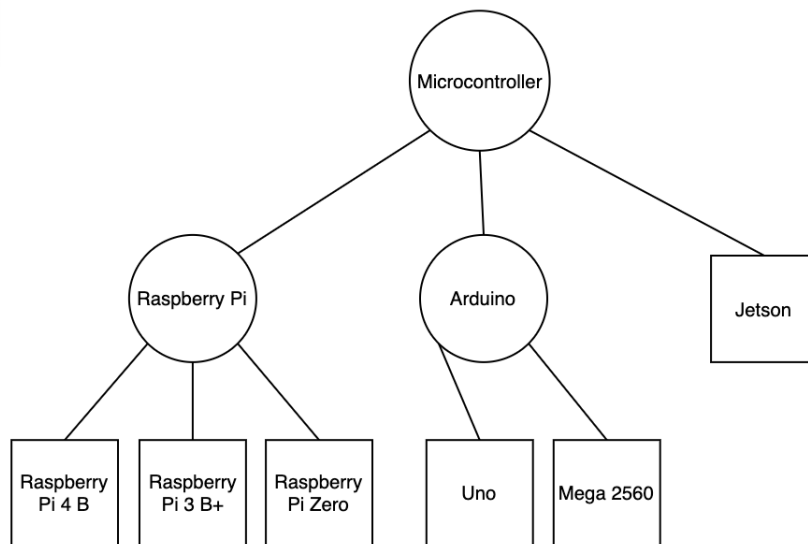 Microcontroller
Raspberry Pi
Arduino
Jetson
Raspberry
Pi 4 B
Raspberry
Pi 3 B+
Raspberry
Pi Zero
Uno
Mega 2560